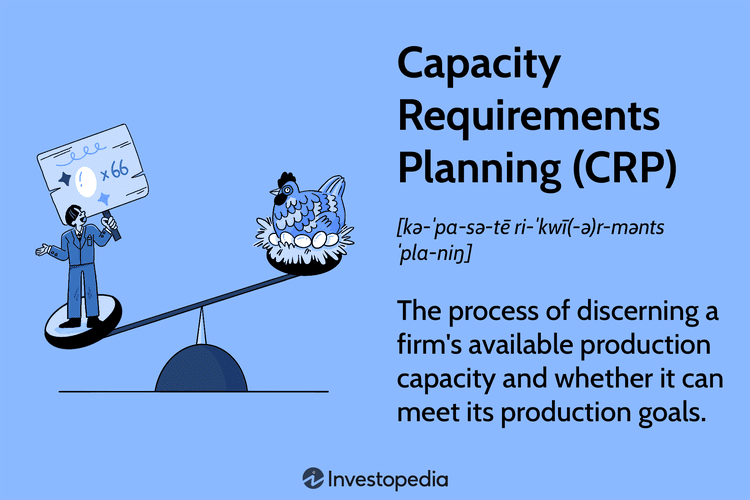 x66
Capacity
Requirements
Planning (CRP)
[kə-ˈpa-sə-tē ri-ˈkwī(-ə)r-mənts
ˈpla-niŋ]
The process of discerning a
firm's available production
capacity and whether it can
meet its production goals.
Investopedia